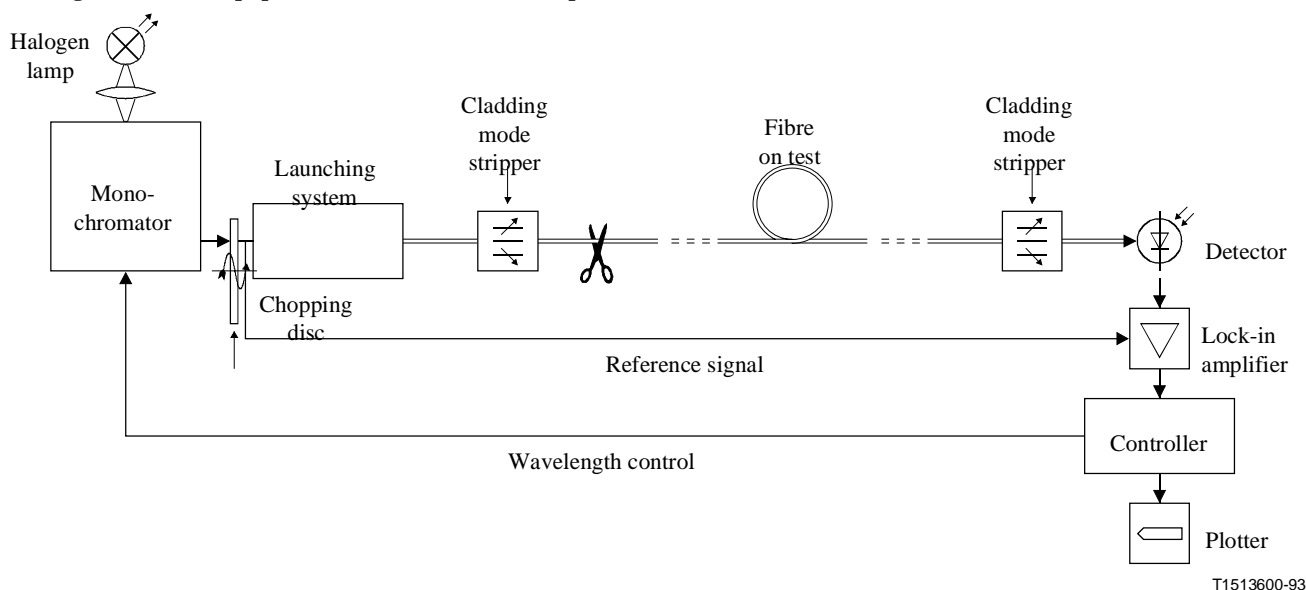 Halogen
lamp
Cladding
mode
stripper
Fibre
on test
Cladding
mode
stripper
Launching
system
Mono-
chromator
Detector
Chopping
disc
Lock-in
amplifier
Reference signal
Controller
Wavelength control
Plotter
T1513600-93